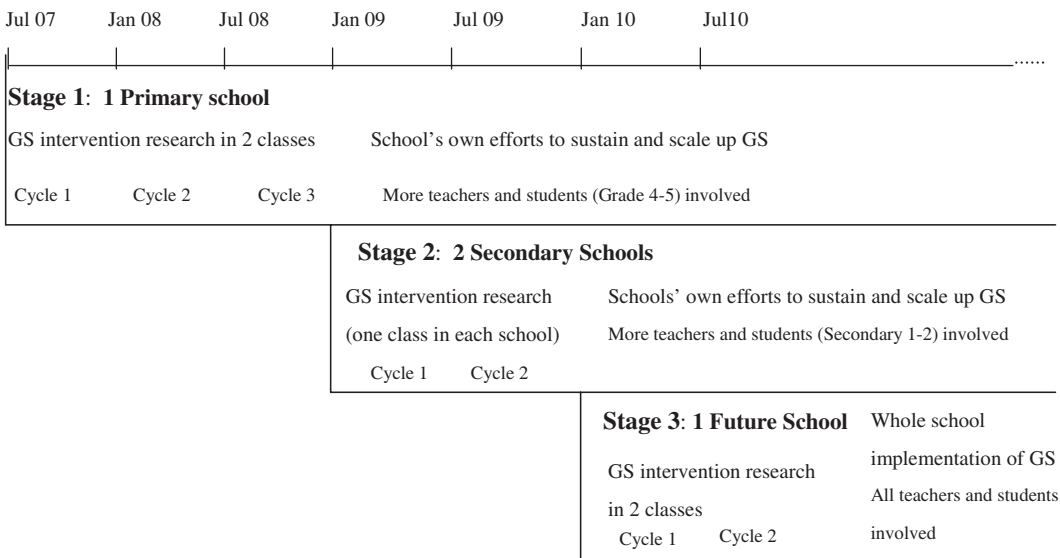 Jul 07 Jan 08 Jul 08 Jan 09 Jul 09 Jan 10 Jul10
......
Stage 1: 1 Primary school
GS intervention research in 2 classes School's own efforts to sustain and scale up GS
Cycle 1 Cycle 2 Cycle 3 More teachers and students (Grade 4-5) involved
Stage 2: 2 Secondary Schools
GS intervention research Schools' own efforts to sustain and scale up GS
(one class in each school) More teachers and students (Secondary 1-2) involved
Cycle 1 Cycle 2
Stage 3: 1 Future School Whole school
implementation of GS
GS intervention research
All teachers and students
in 2 classes
involved
Cycle 1 Cycle 2